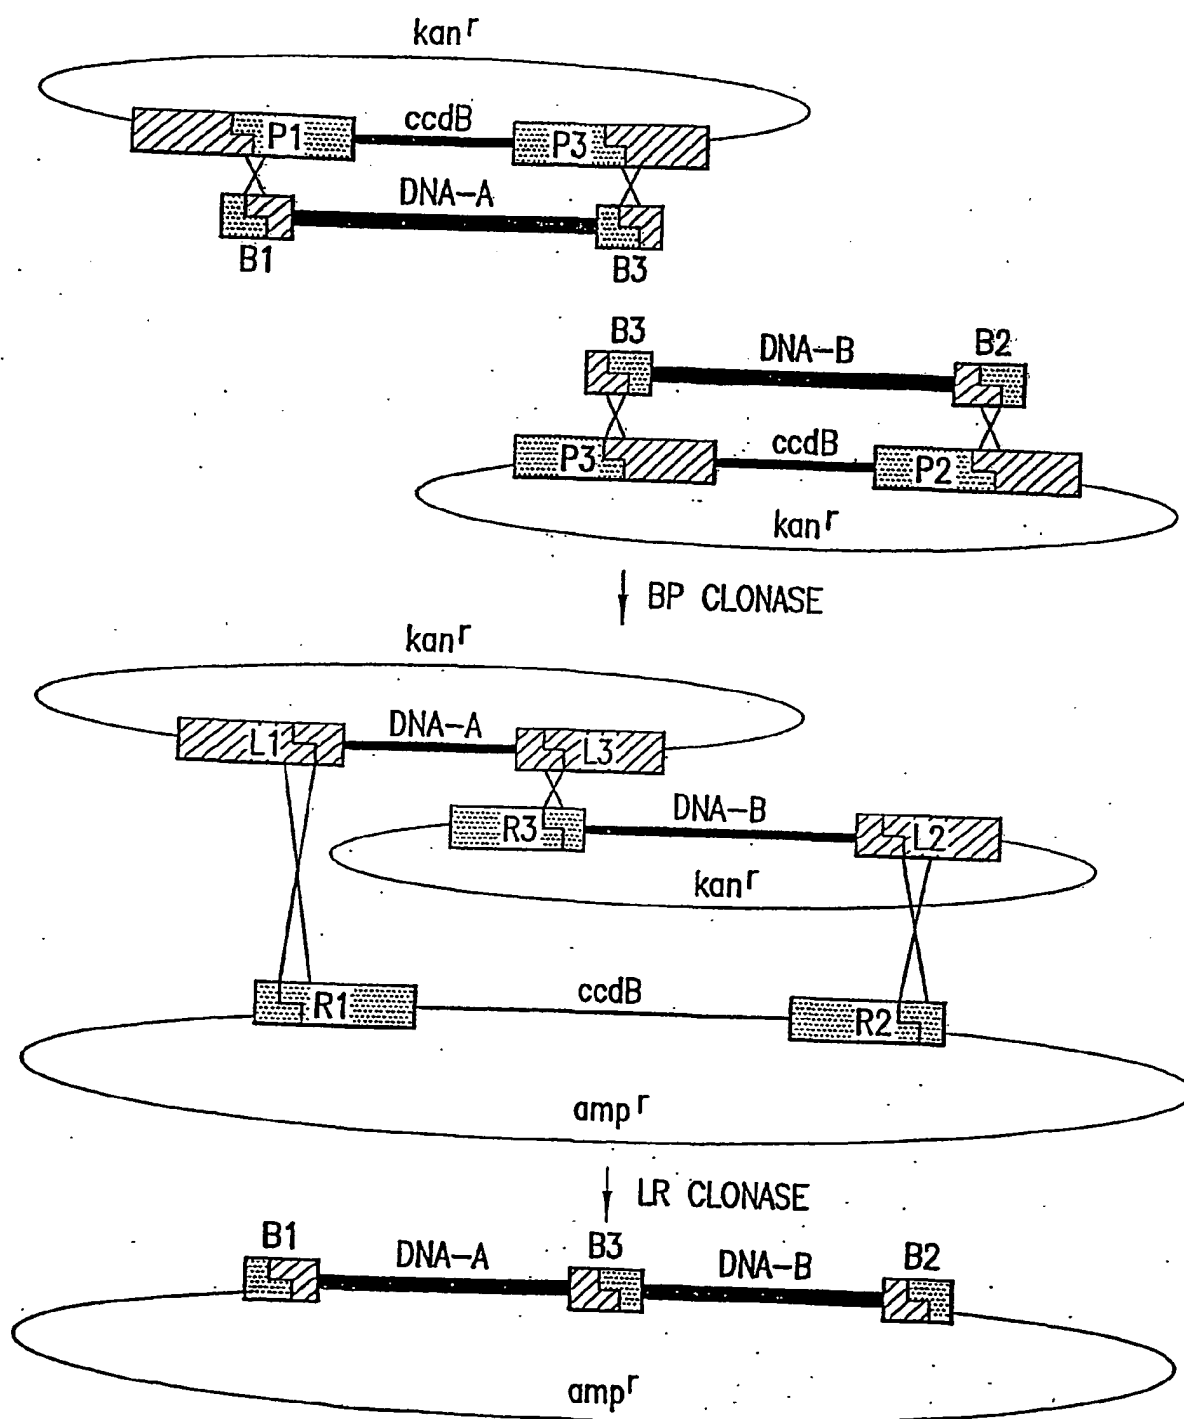 kanʳ
P1 ccdB P3
DNA-A
B1 B3
B3 DNA-B B2
P3 ccdB P2
kanʳ
BP CLONASE
kanʳ
L1 DNA-A L3
R3 DNA-B L2
kanʳ
R1 ccdB R2
ampʳ
LR CLONASE
B1 DNA-A B3 DNA-B B2
ampʳ